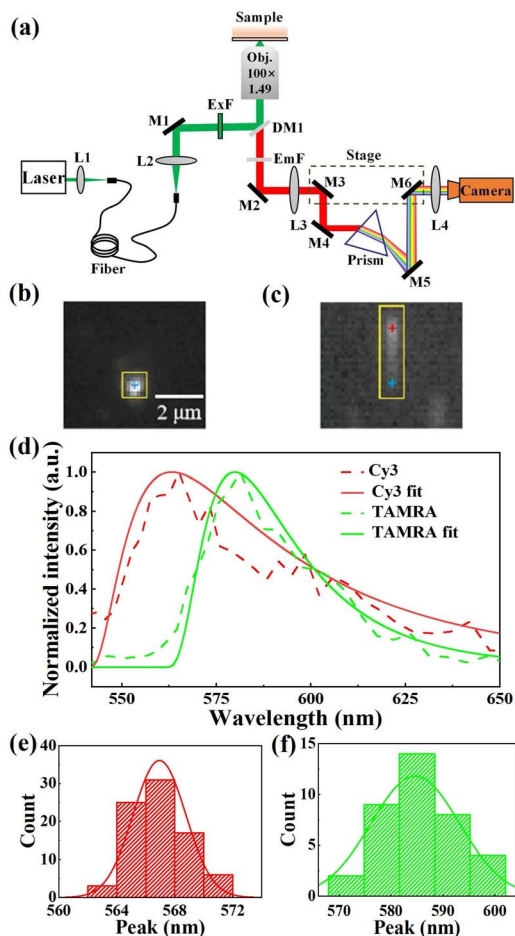 (a)
Sample
Obj.
100×
1.49
ExF
M1
DM1
L2
EmF
Stage
L1
Laser
M2
M3
M6
Camera
L3
M4
L4
Prism
M5
Fiber
(b)
(c)
2 μm
(d)
Normalized intensity (a.u.)
1.0
0.8
0.6
0.4
0.2
0.0
Cy3
Cy3 fit
TAMRA
TAMRA fit
550 575 600 625 650
Wavelength (nm)
(e)
Count
40
30
20
10
0
560 564 568 572
Peak (nm)
(f)
Count
15
10
5
0
570 580 590 600
Peak (nm)